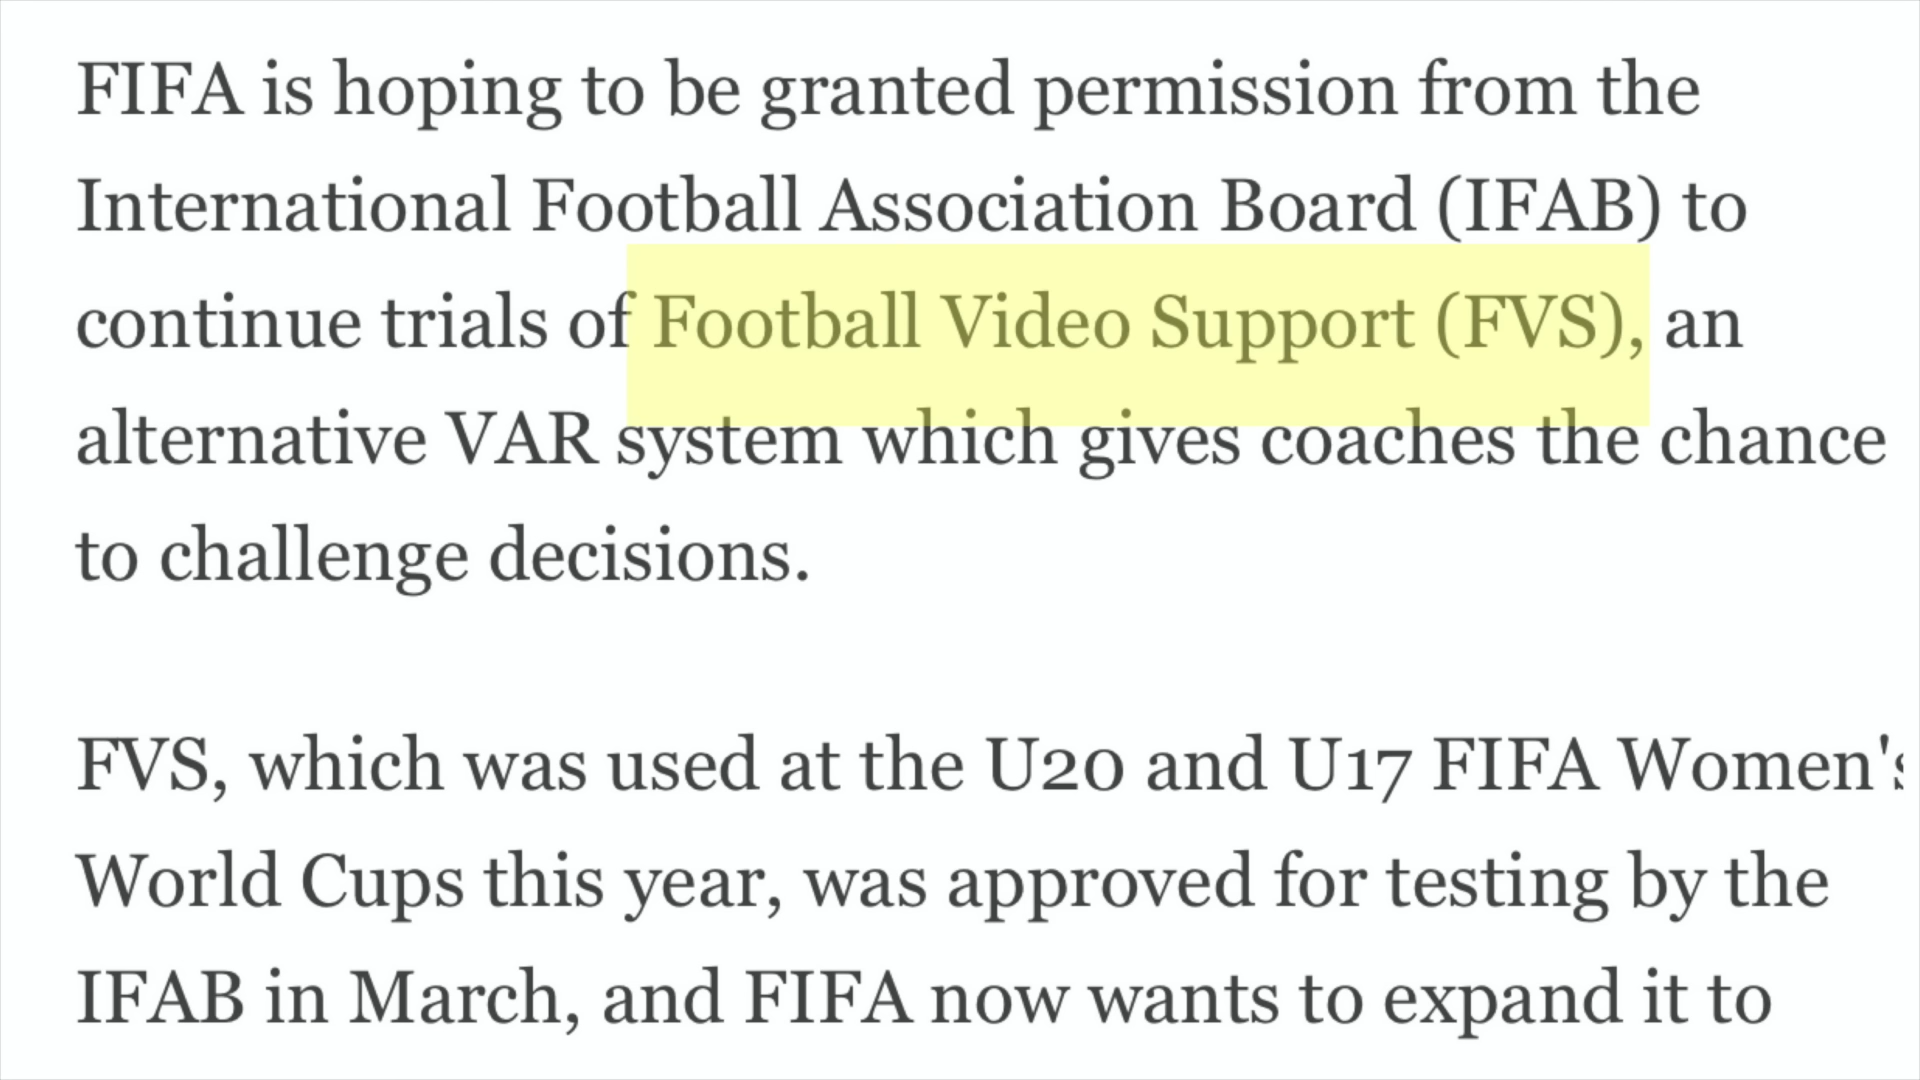 FIFA is hoping to be granted permission from the
International Football Association Board (IFAB) to
continue trials of Football Video Support (FVS), an
alternative VAR system which gives coaches the chance
to challenge decisions.
FVS, which was used at the U20 and U17 FIFA Women's
World Cups this year, was approved for testing by the
IFAB in March, and FIFA now wants to expand it to